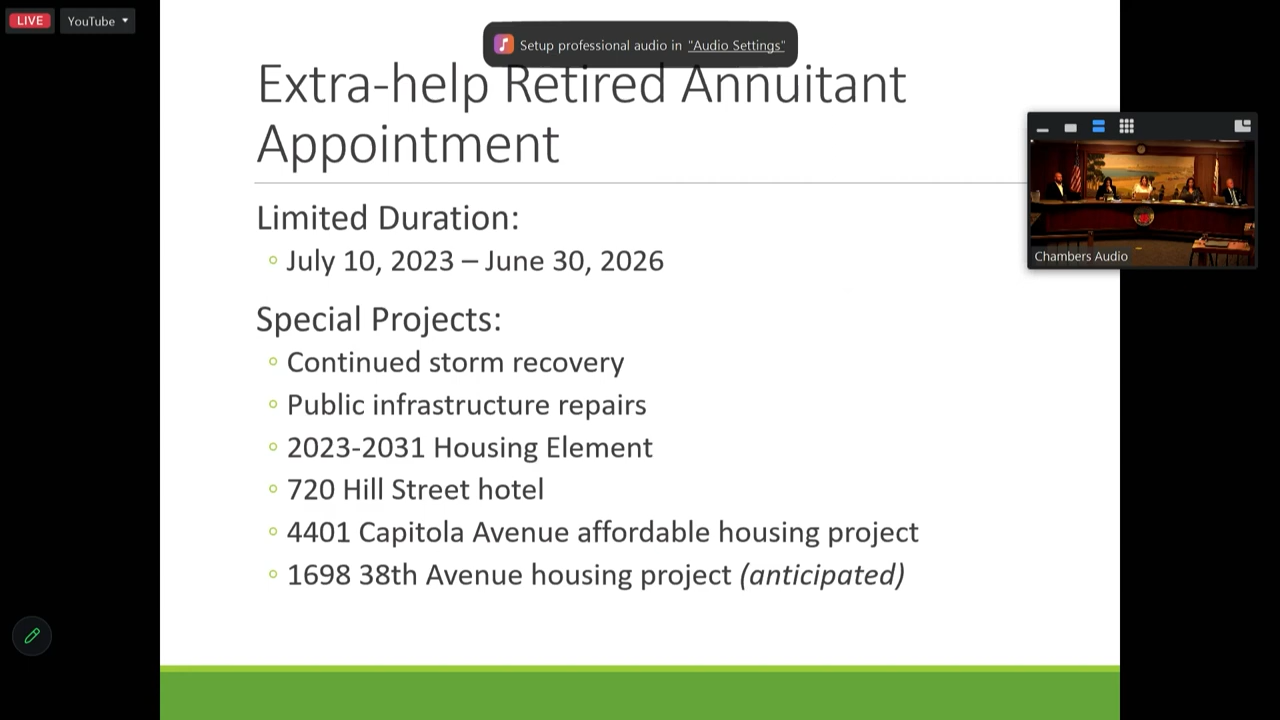 LIVE
YouTube
Setup professional audio in "Audio Settings"
Extra-help Retired Annuitant
Appointment
Limited Duration:
July 10, 2023 – June 30, 2026
Special Projects:
Continued storm recovery
Public infrastructure repairs
2023-2031 Housing Element
720 Hill Street hotel
4401 Capitola Avenue affordable housing project
1698 38th Avenue housing project (anticipated)
Chambers Audio